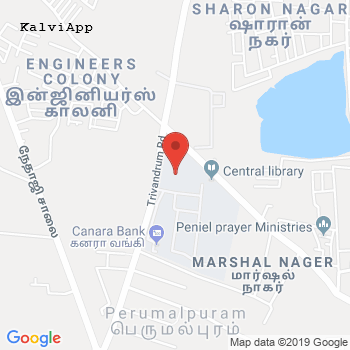 KalviApp
SHARON NAGAR
ஷாரான்
நகர்
ENGINEERS
COLONY
இன்ஜினியர்ஸ்
காலனி
நேதாஜி சாலை
Trivandrum Rd
Central library
Canara Bank
கனரா வங்கி
Peniel prayer Ministries
MARSHAL NAGER
மார்ஷல்
நாகர்
Perumalpuram
பெருமல்புரம்
Google
Map data ©2019 Google